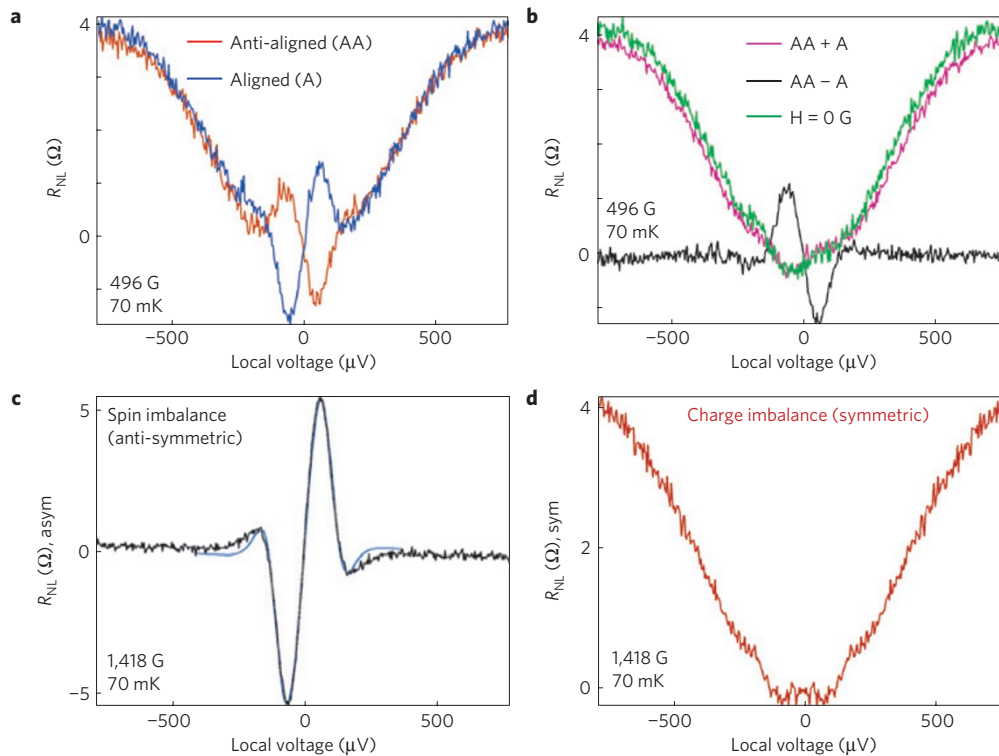 a
4
2
0
R_NL (Ω)
Anti-aligned (AA)
Aligned (A)
496 G
70 mK
−500
0
500
Local voltage (μV)
b
4
2
0
R_NL (Ω)
AA + A
AA − A
H = 0 G
496 G
70 mK
−500
0
500
Local voltage (μV)
c
5
0
−5
R_NL (Ω), asym
Spin imbalance
(anti-symmetric)
1,418 G
70 mK
−500
0
500
Local voltage (μV)
d
4
2
0
R_NL (Ω), sym
Charge imbalance (symmetric)
1,418 G
70 mK
−500
0
500
Local voltage (μV)